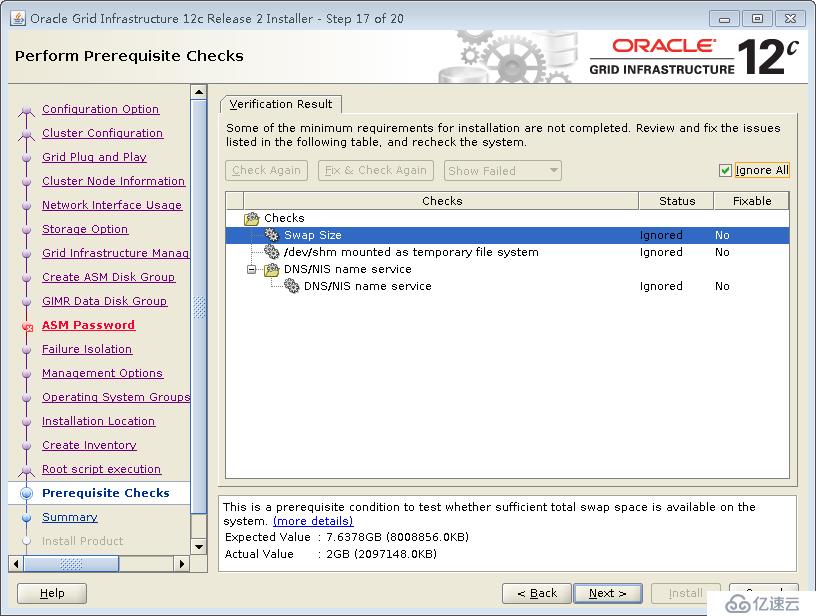 Oracle Grid Infrastructure 12c Release 2 Installer - Step 17 of 20
Perform Prerequisite Checks
ORACLE
GRID INFRASTRUCTURE 12c
Configuration Option
Cluster Configuration
Grid Plug and Play
Cluster Node Information
Network Interface Usage
Storage Option
Grid Infrastructure Manag
Create ASM Disk Group
GIMR Data Disk Group
ASM Password
Failure Isolation
Management Options
Operating System Groups
Installation Location
Create Inventory
Root script execution
Prerequisite Checks
Summary
Install Product
Verification Result
Some of the minimum requirements for installation are not completed. Review and fix the issues
listed in the following table, and recheck the system.
Check Again Fix & Check Again Show Failed Ignore All
Checks Status Fixable
Checks
Swap Size Ignored No
/dev/shm mounted as temporary file system Ignored No
DNS/NIS name service
DNS/NIS name service Ignored No
This is a prerequisite condition to test whether sufficient total swap space is available on the
system. (more details)
Expected Value : 7.6378GB (8008856.0KB)
Actual Value : 2GB (2097148.0KB)
Help < Back Next > Install
亿速云